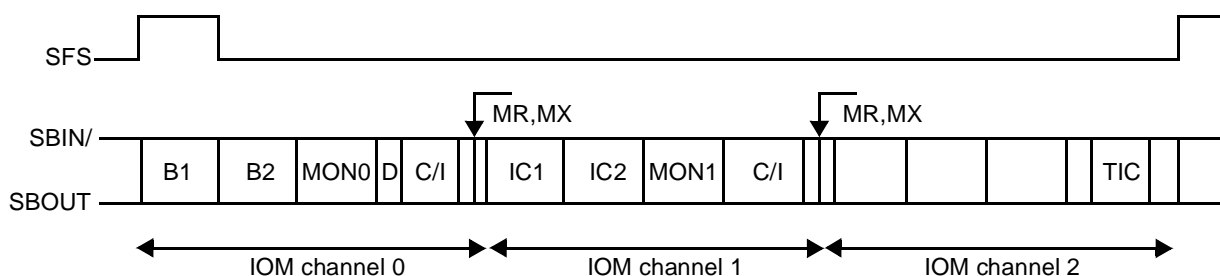 SFS
MR,MX MR,MX
SBIN/
B1 B2 MON0 D C/I IC1 IC2 MON1 C/I TIC
SBOUT
IOM channel 0 IOM channel 1 IOM channel 2